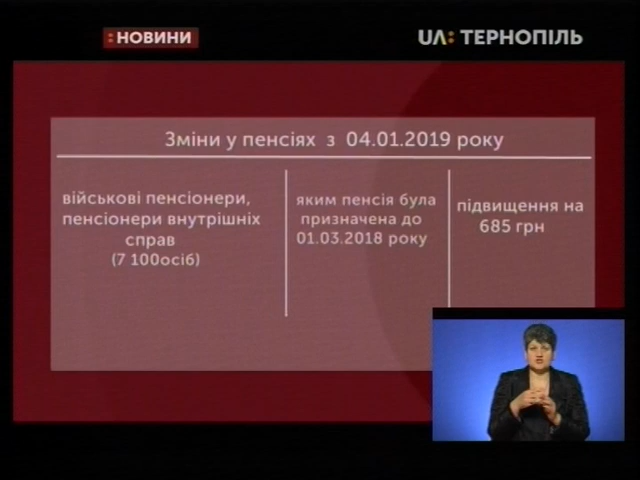 :НОВИНИ
UA: ТЕРНОПІЛЬ
Зміни у пенсіях з 04.01.2019 року
військові пенсіонери,
пенсіонери внутрішніх
справ
(7 100осіб)
яким пенсія була
призначена до
01.03.2018 року
підвищення на
685 грн